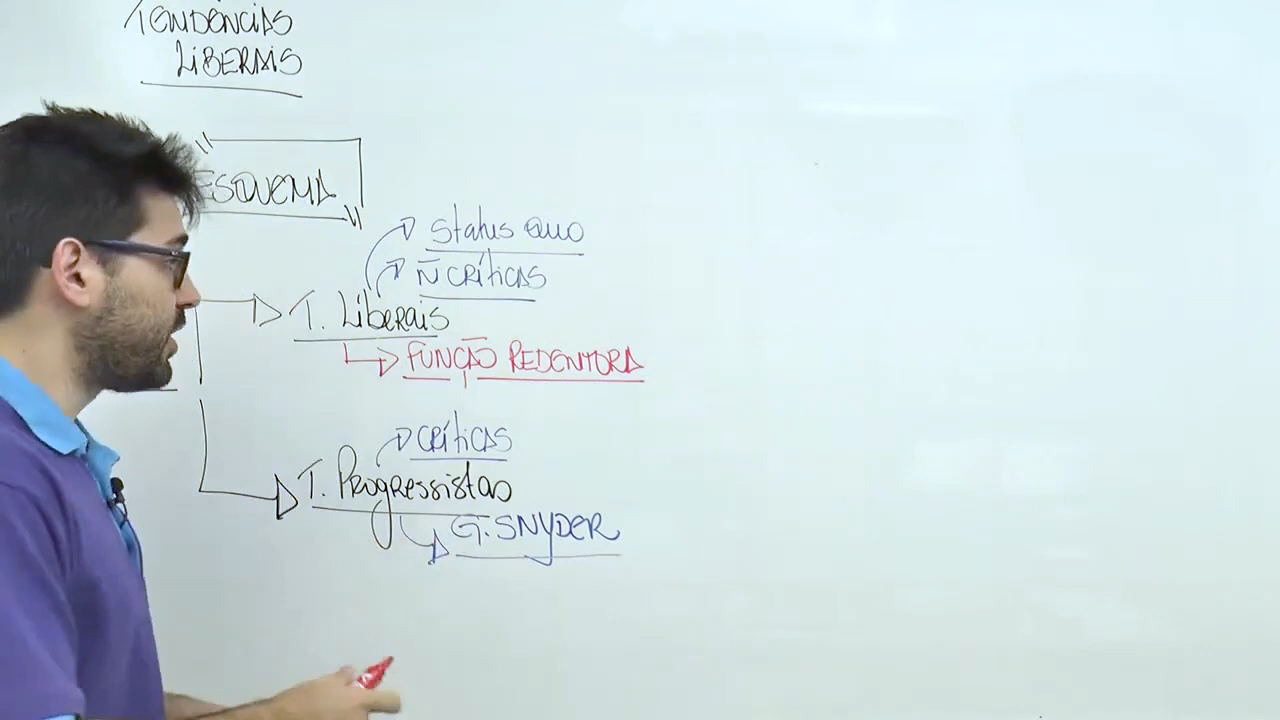 TENDÊNCIAS
LIBERAIS
ESQUEMA
Status Quo
Ñ CRÍTICAS
T. Liberais
FUNÇÃO REDENTORA
CRÍTICAS
T. Progressistas
G. SNYDER